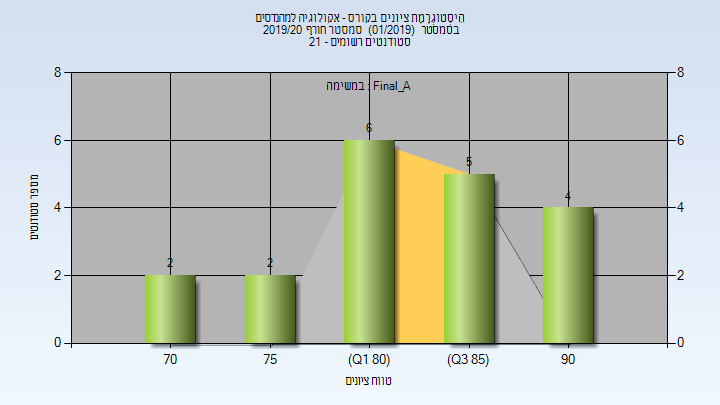 היסטוגרמת ציונים בקורס - אקולוגיה למהנדסים
בסמסטר (01/2019) סמסטר חורף 2019/20
סטודנטים רשומים - 21
במשימה : Final_A
8 8
6 6
4 4
2 2
0 0
6
5
4
2 2
מספר סטודנטים
70 75 (Q1 80) (Q3 85) 90
טווח ציונים